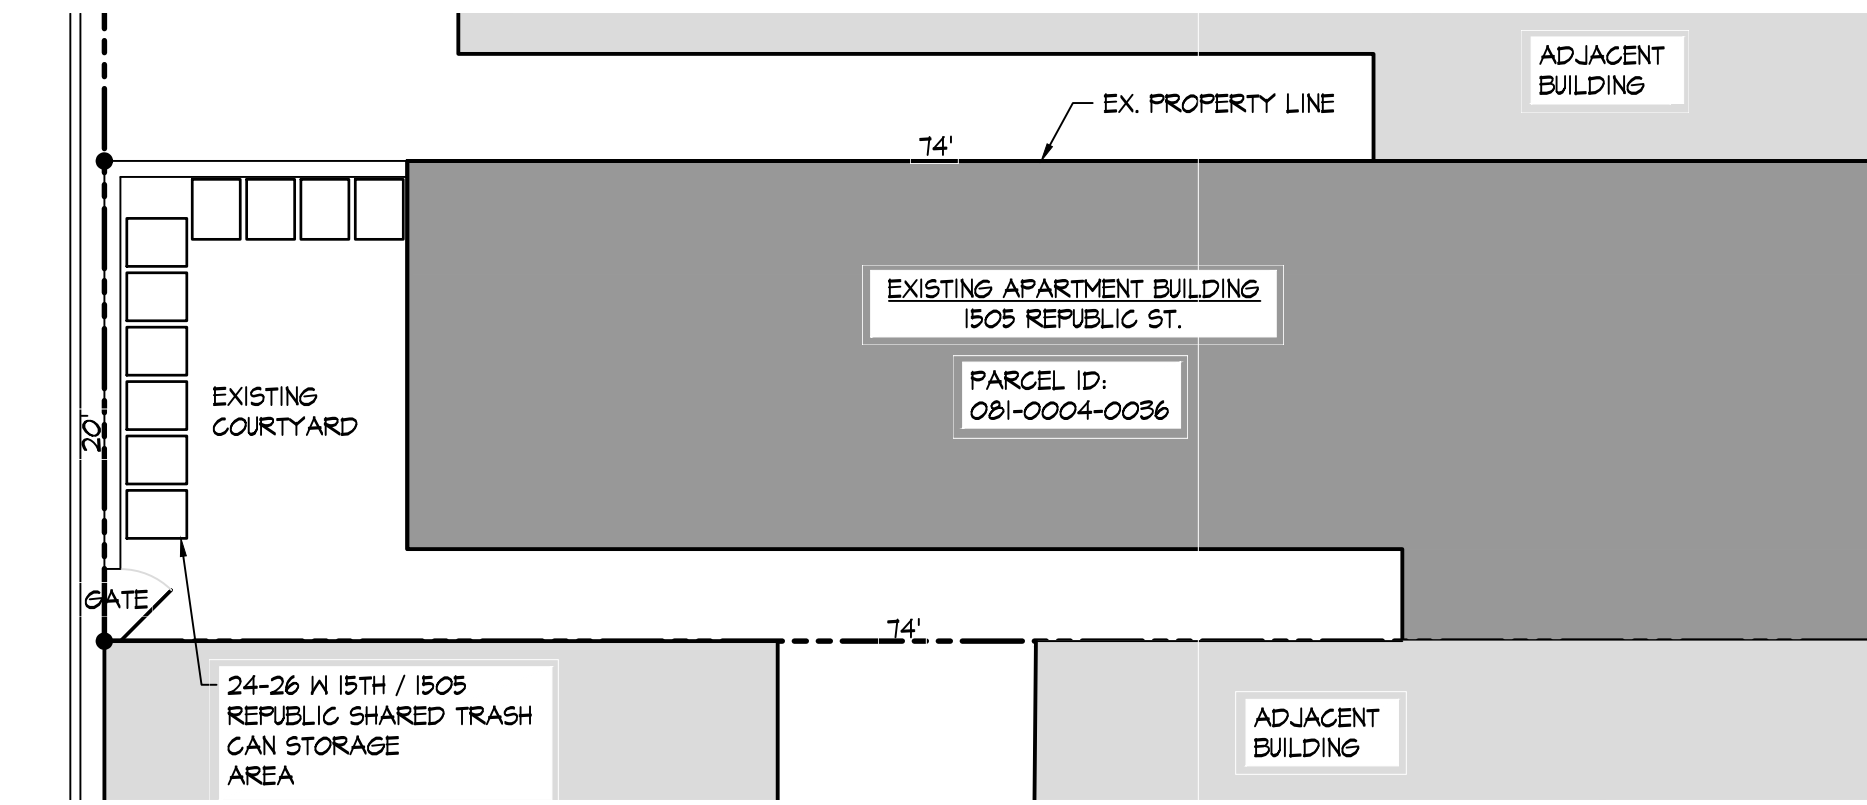 ADJACENT
BUILDING
EX. PROPERTY LINE
74'
EXISTING APARTMENT BUILDING
1505 REPUBLIC ST.
PARCEL ID:
081-0004-0036
EXISTING
COURTYARD
20'
GATE
74'
24-26 W 15TH / 1505
REPUBLIC SHARED TRASH
CAN STORAGE
AREA
ADJACENT
BUILDING